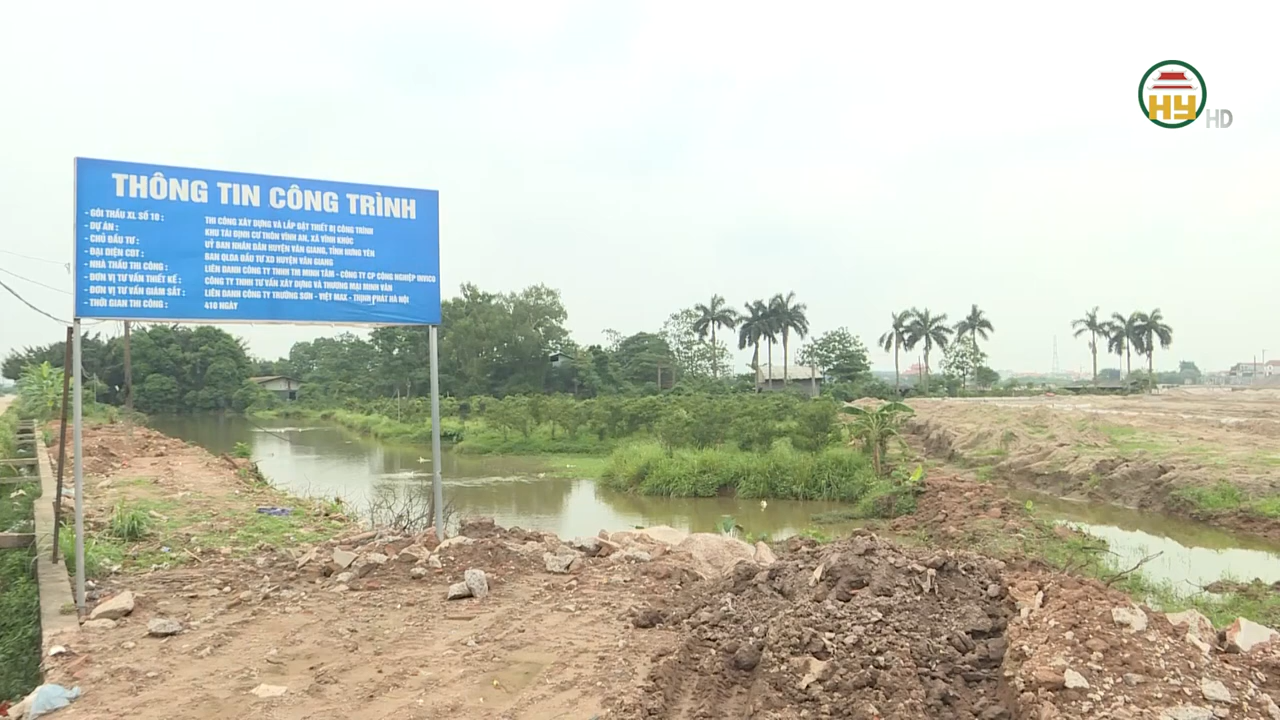 HY HD
THÔNG TIN CÔNG TRÌNH
- GÓI THẦU XL SỐ 10 : THI CÔNG XÂY DỰNG VÀ LẮP ĐẶT THIẾT BỊ CÔNG TRÌNH
- DỰ ÁN : KHU TÁI ĐỊNH CƯ THÔN VĨNH AN, XÃ VĨNH KHÚC
- CHỦ ĐẦU TƯ : UỶ BAN NHÂN DÂN HUYỆN VĂN GIANG, TỈNH HƯNG YÊN
- ĐẠI DIỆN CĐT : BAN QLDA ĐẦU TƯ XD HUYỆN VĂN GIANG
- NHÀ THẦU THI CÔNG : LIÊN DANH CÔNG TY TNHH TM MINH TÂM - CÔNG TY CP CÔNG NGHIỆP INVICO
- ĐƠN VỊ TƯ VẤN THIẾT KẾ : CÔNG TY TNHH TƯ VẤN XÂY DỰNG VÀ THƯƠNG MẠI MINH VÂN
- ĐƠN VỊ TƯ VẤN GIÁM SÁT : LIÊN DANH CÔNG TY TRƯỜNG SƠN - VIỆT MAX - THỊNH PHÁT HÀ NỘI
- THỜI GIAN THI CÔNG : 410 NGÀY